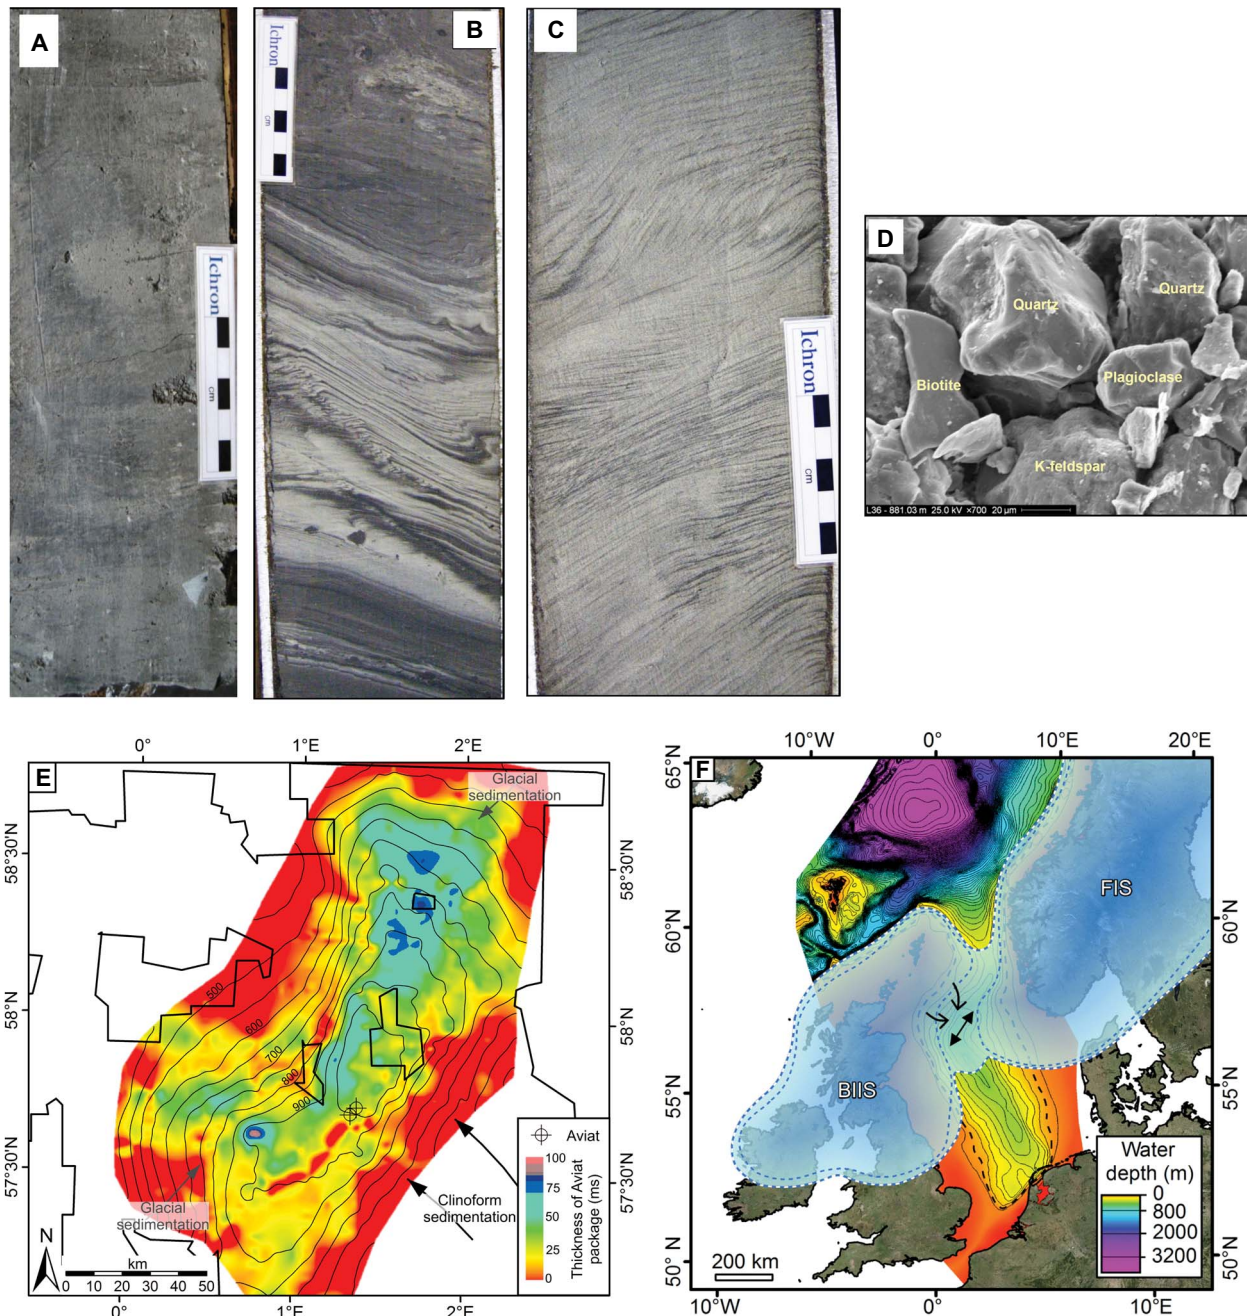 A
Ichron
cm
B
Ichron
cm
C
Ichron
cm
D
Quartz
Quartz
Biotite
Plagioclase
K-feldspar
L36 - 881.03 m 25.0 kV ×700 20 µm
E
0° 1°E 2°E
58°30'N
58°N
57°30'N
58°30'N
58°N
57°30'N
0° 1°E 2°E
Glacial
sedimentation
500
600
700
800
900
Glacial
sedimentation
Clinoform
sedimentation
N
km
0 10 20 30 40 50
Aviat
Thickness of Aviat
package (ms)
100
75
50
25
0
F
10°W 0° 10°E 20°E
65°N
60°N
55°N
50°N
60°N
55°N
50°N
10°W 0° 10°E
FIS
BIIS
200 km
Water
depth (m)
0
800
2000
3200